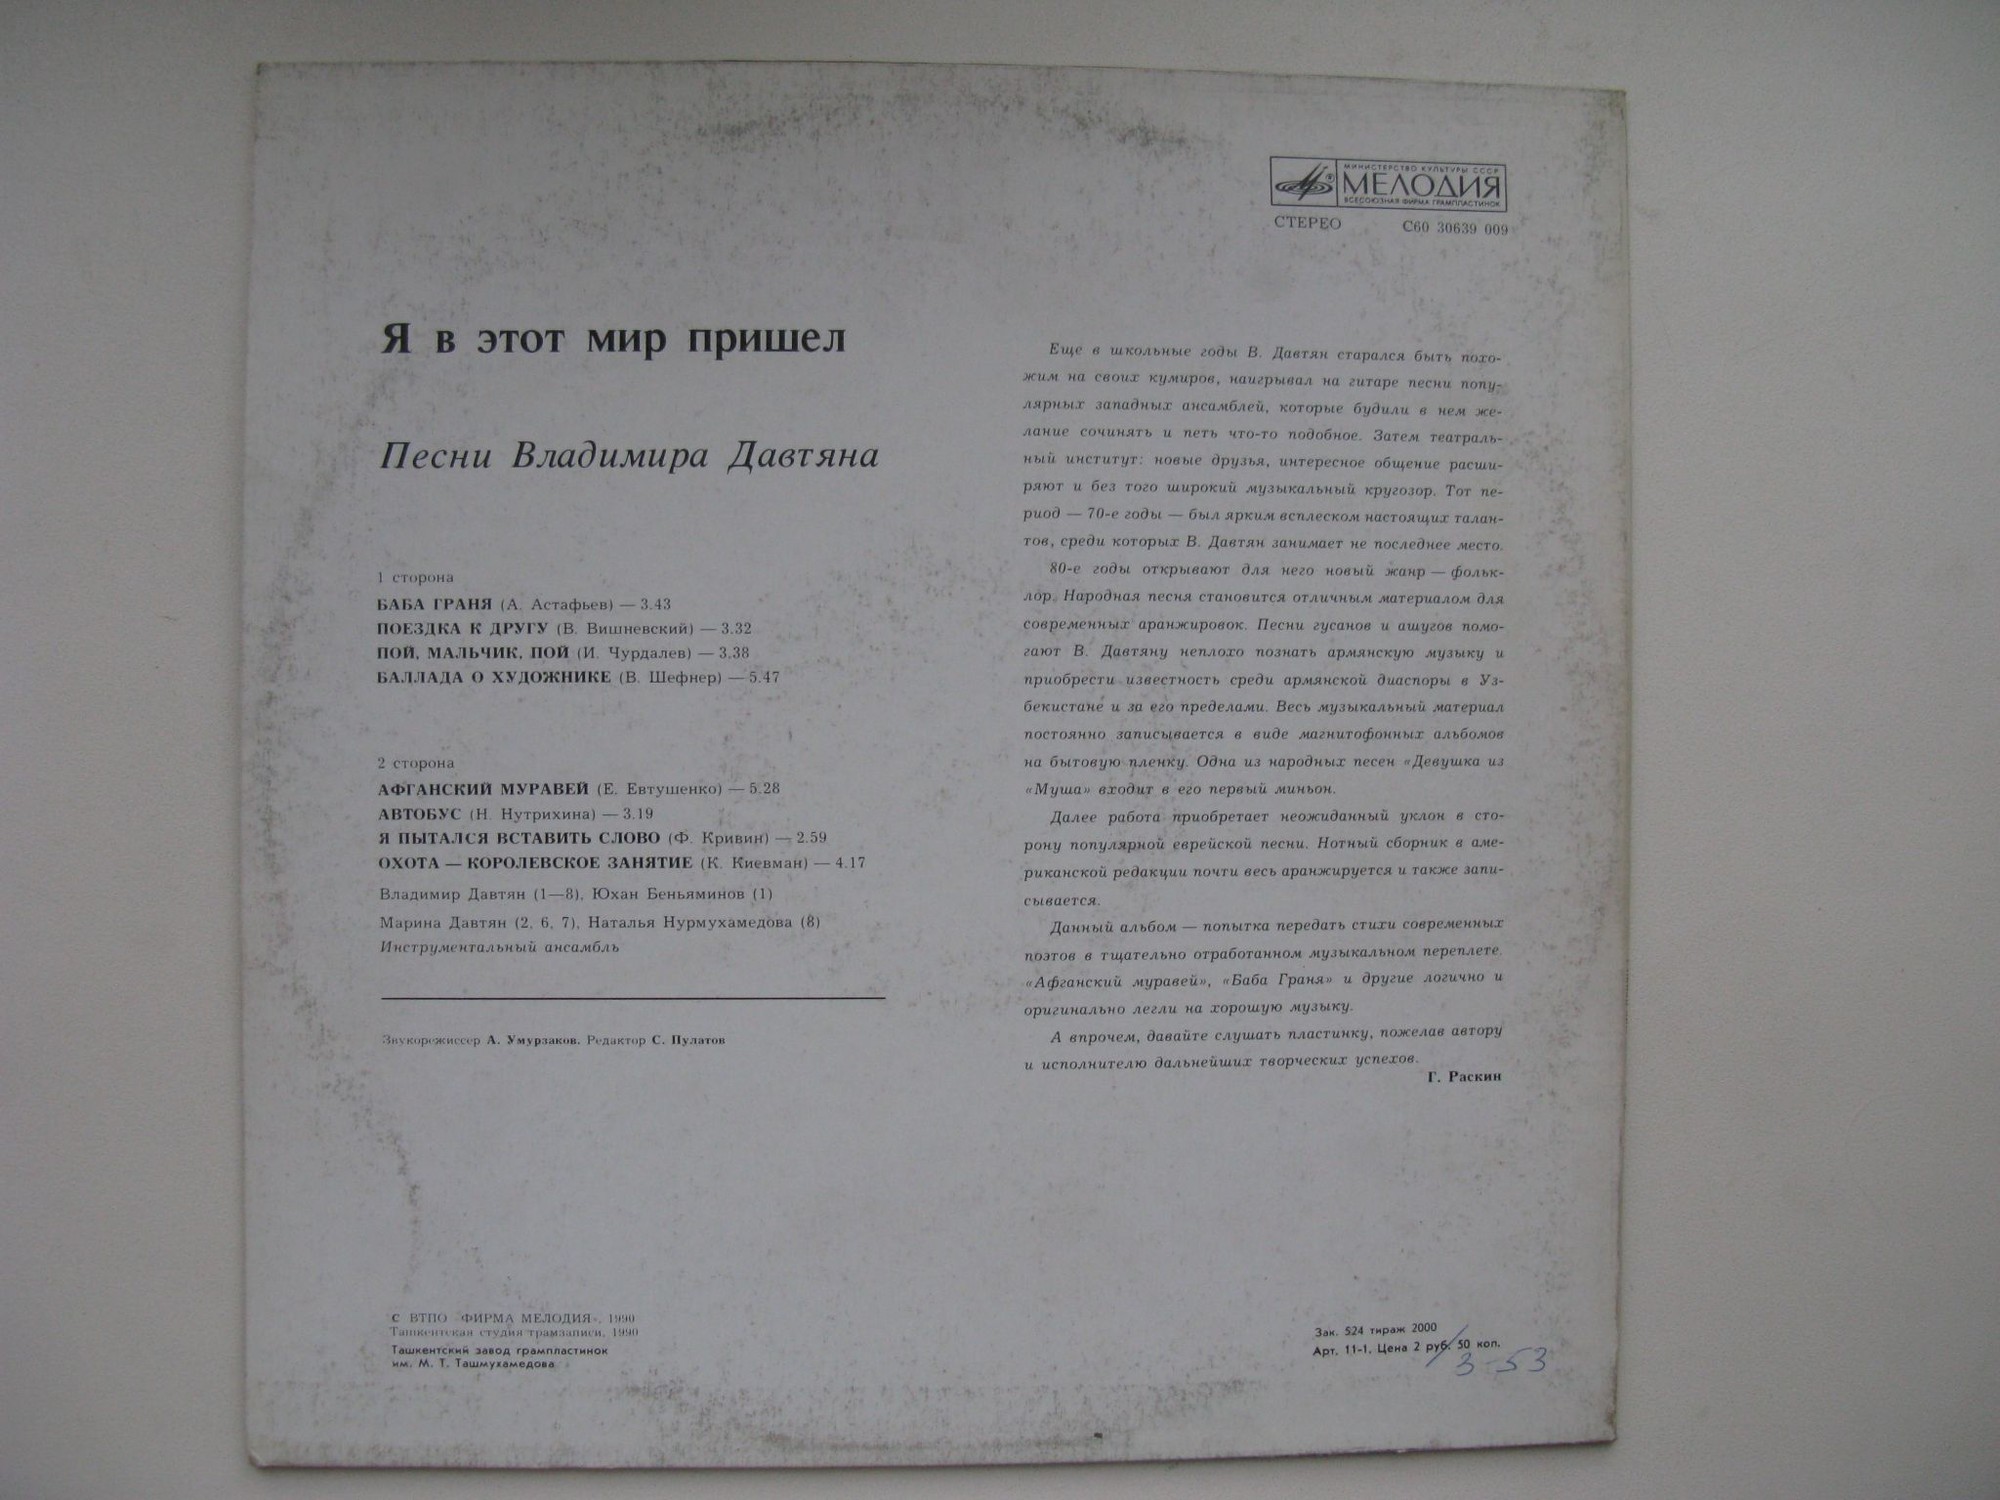 МИНИСТЕРСТВО КУЛЬТУРЫ СССР
МЕЛОДИЯ
ВСЕСОЮЗНАЯ ФИРМА ГРАМПЛАСТИНОК
СТЕРЕО С60 30639 009
Я в этот мир пришел
Песни Владимира Давтяна
1 сторона
БАБА ГРАНЯ (А. Астафьев) — 3.43
ПОЕЗДКА К ДРУГУ (В. Вишневский) — 3.32
ПОЙ, МАЛЬЧИК, ПОЙ (И. Чурдалев) — 3.38
БАЛЛАДА О ХУДОЖНИКЕ (В. Шефнер) — 5.47
2 сторона
АФГАНСКИЙ МУРАВЕЙ (Е. Евтушенко) — 5.28
АВТОБУС (Н. Нутрихина) — 3.19
Я ПЫТАЛСЯ ВСТАВИТЬ СЛОВО (Ф. Кривин) — 2.59
ОХОТА — КОРОЛЕВСКОЕ ЗАНЯТИЕ (К. Киевман) — 4.17
Владимир Давтян (1—8), Юхан Беньяминов (1)
Марина Давтян (2, 6, 7), Наталья Нурмухамедова (8)
Инструментальный ансамбль
Звукорежиссер А. Умурзаков. Редактор С. Пулатов
Еще в школьные годы В. Давтян старался быть похо-
жим на своих кумиров, наигрывал на гитаре песни попу-
лярных западных ансамблей, которые будили в нем же-
лание сочинять и петь что-то подобное. Затем театраль-
ный институт: новые друзья, интересное общение расши-
ряют и без того широкий музыкальный кругозор. Тот пе-
риод — 70-е годы — был ярким всплеском настоящих талан-
тов, среди которых В. Давтян занимает не последнее место.
80-е годы открывают для него новый жанр — фольк-
лор. Народная песня становится отличным материалом для
современных аранжировок. Песни гусанов и ашугов помо-
гают В. Давтяну неплохо познать армянскую музыку и
приобрести известность среди армянской диаспоры в Уз-
бекистане и за его пределами. Весь музыкальный материал
постоянно записывается в виде магнитофонных альбомов
на бытовую пленку. Одна из народных песен «Девушка из
«Муша» входит в его первый миньон.
Далее работа приобретает неожиданный уклон в сто-
рону популярной еврейской песни. Нотный сборник в аме-
риканской редакции почти весь аранжируется и также запи-
сывается.
Данный альбом — попытка передать стихи современных
поэтов в тщательно отработанном музыкальном переплете.
«Афганский муравей», «Баба Граня» и другие логично и
оригинально легли на хорошую музыку.
А впрочем, давайте слушать пластинку, пожелав автору
и исполнителю дальнейших творческих успехов.
Г. Раскин
С ВТПО «ФИРМА МЕЛОДИЯ», 1990
Ташкентская студия грамзаписи, 1990
Ташкентский завод грампластинок
им. М. Т. Ташмухамедова
Зак. 524 тираж 2000
Арт. 11-1. Цена 2 руб. 50 коп.
3-53